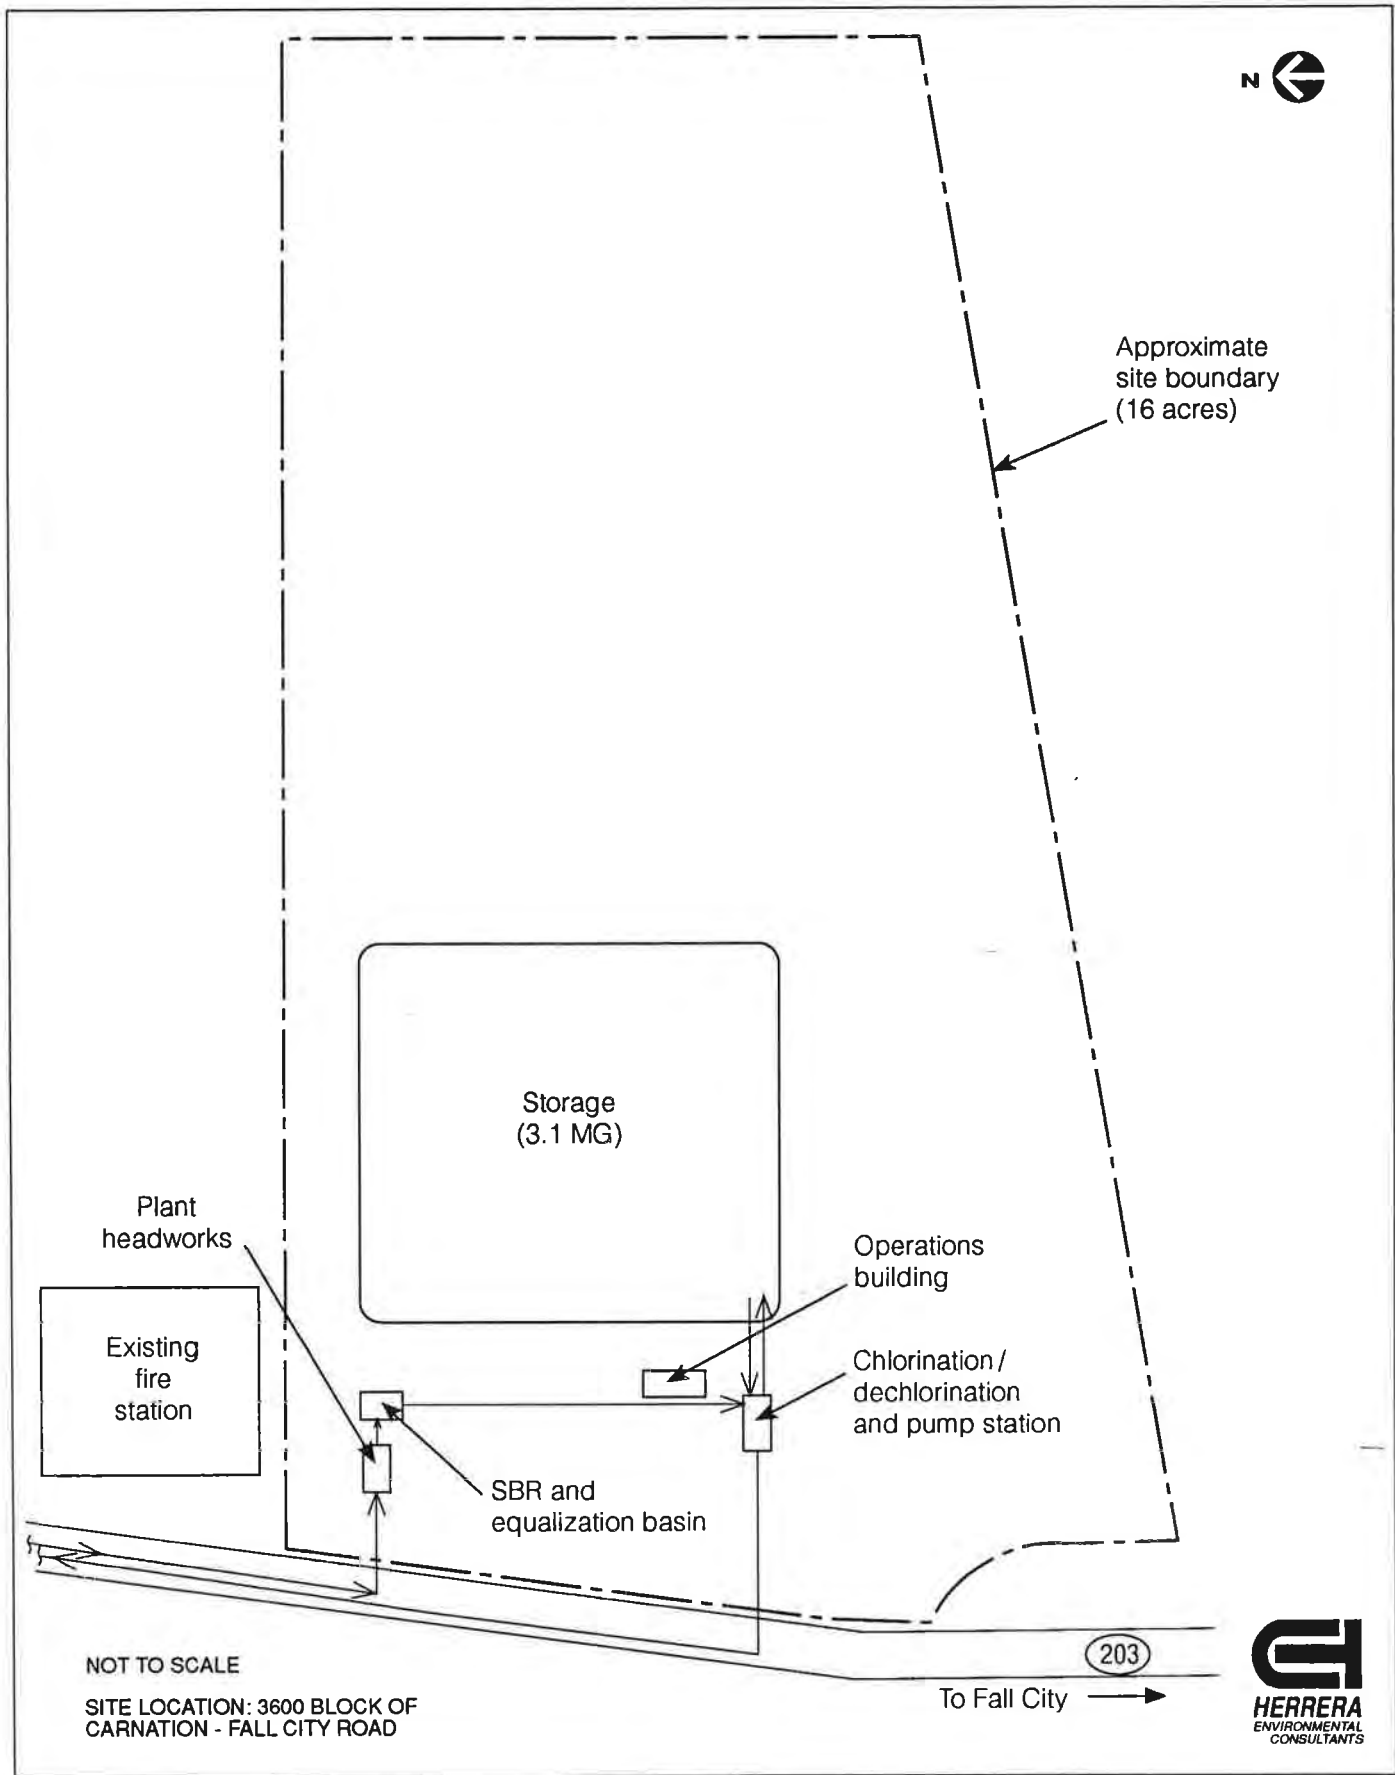 N
Approximate
site boundary
(16 acres)
Storage
(3.1 MG)
Plant
headworks
Operations
building
Existing
fire
station
Chlorination /
dechlorination
and pump station
SBR and
equalization basin
203
To Fall City
NOT TO SCALE
SITE LOCATION: 3600 BLOCK OF
CARNATION - FALL CITY ROAD
HERRERA
ENVIRONMENTAL
CONSULTANTS